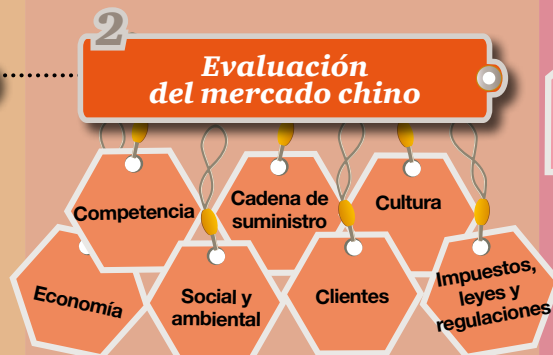 2
Evaluación
del mercado chino
Competencia
Cadena de
suministro
Cultura
Economía
Social y
ambiental
Clientes
Impuestos,
leyes y
regulaciones